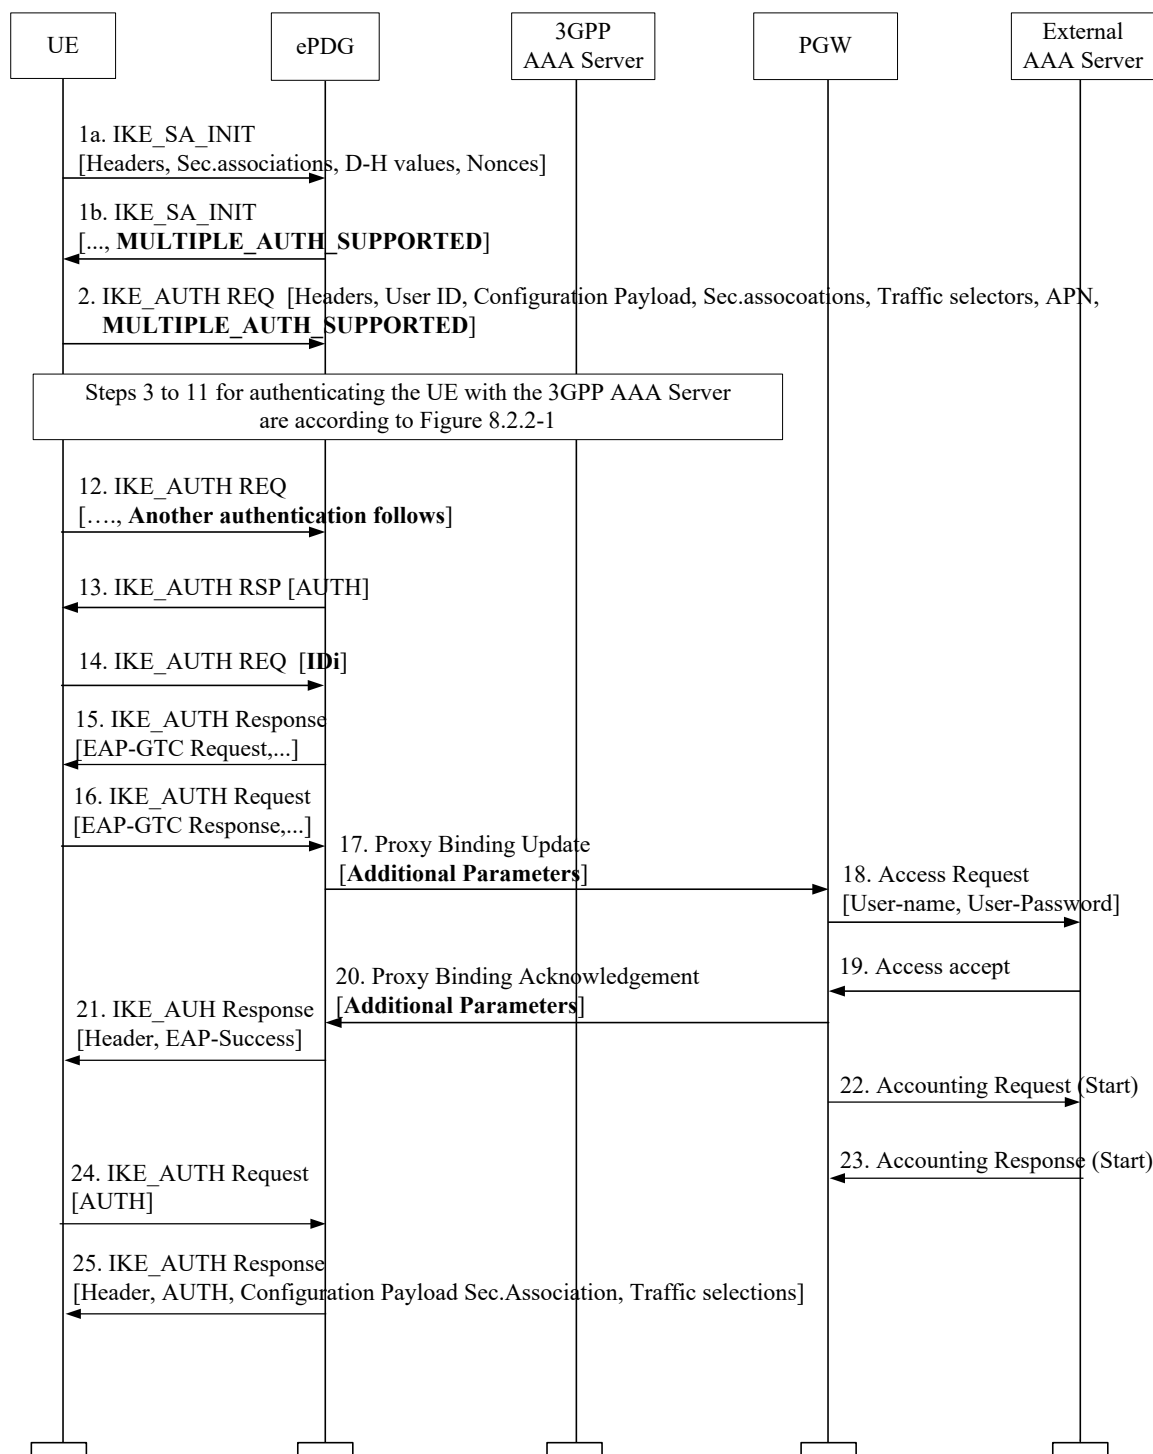 UE
ePDG
3GPP
AAA Server
PGW
External
AAA Server
1a. IKE_SA_INIT
[Headers, Sec.associations, D-H values, Nonces]
1b. IKE_SA_INIT
[..., MULTIPLE_AUTH_SUPPORTED]
2. IKE_AUTH REQ [Headers, User ID, Configuration Payload, Sec.assocoations, Traffic selectors, APN,
MULTIPLE_AUTH_SUPPORTED]
Steps 3 to 11 for authenticating the UE with the 3GPP AAA Server
are according to Figure 8.2.2-1
12. IKE_AUTH REQ
[…., Another authentication follows]
13. IKE_AUTH RSP [AUTH]
14. IKE_AUTH REQ [IDi]
15. IKE_AUTH Response
[EAP-GTC Request,...]
16. IKE_AUTH Request
[EAP-GTC Response,...]
17. Proxy Binding Update
[Additional Parameters]
18. Access Request
[User-name, User-Password]
19. Access accept
20. Proxy Binding Acknowledgement
[Additional Parameters]
21. IKE_AUH Response
[Header, EAP-Success]
22. Accounting Request (Start)
23. Accounting Response (Start)
24. IKE_AUTH Request
[AUTH]
25. IKE_AUTH Response
[Header, AUTH, Configuration Payload Sec.Association, Traffic selections]